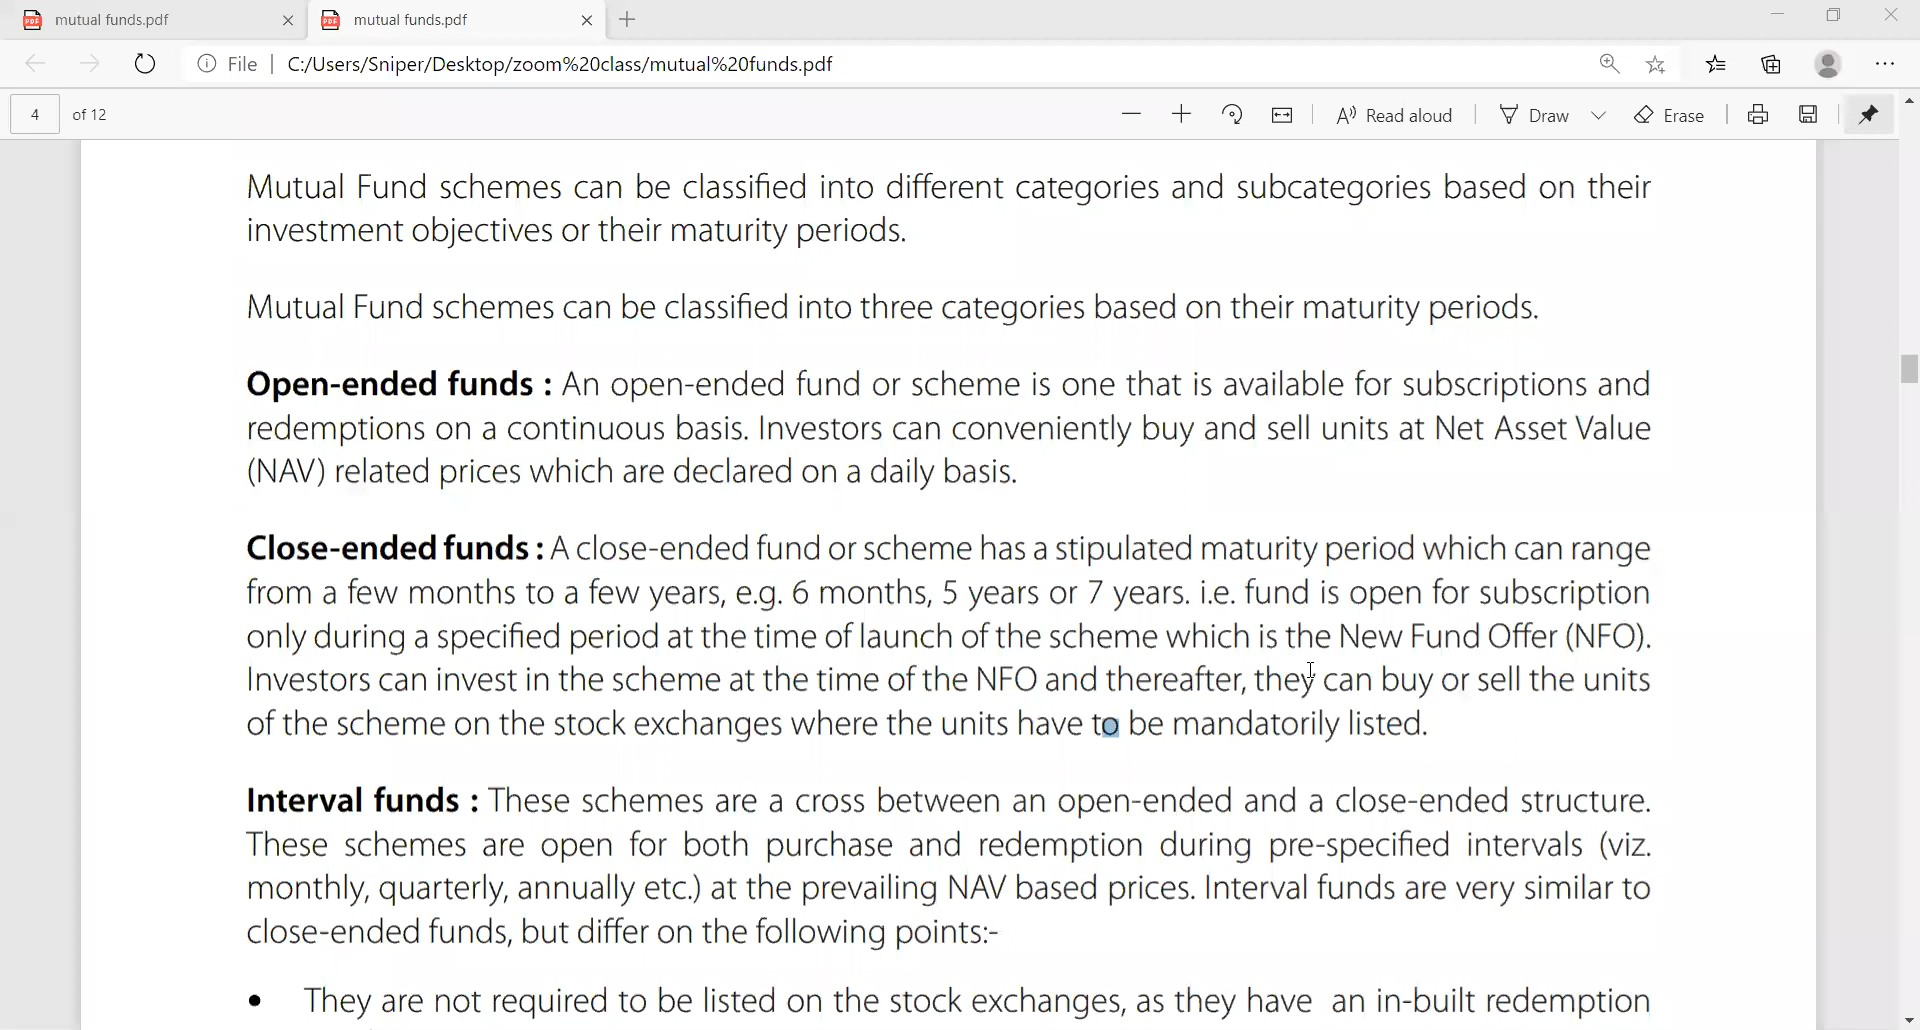 mutual funds.pdf
mutual funds.pdf
File
C:/Users/Sniper/Desktop/zoom%20class/mutual%20funds.pdf
4 of 12
Read aloud
Draw
Erase
Mutual Fund schemes can be classified into different categories and subcategories based on their
investment objectives or their maturity periods.
Mutual Fund schemes can be classified into three categories based on their maturity periods.
Open-ended funds : An open-ended fund or scheme is one that is available for subscriptions and
redemptions on a continuous basis. Investors can conveniently buy and sell units at Net Asset Value
(NAV) related prices which are declared on a daily basis.
Close-ended funds : A close-ended fund or scheme has a stipulated maturity period which can range
from a few months to a few years, e.g. 6 months, 5 years or 7 years. i.e. fund is open for subscription
only during a specified period at the time of launch of the scheme which is the New Fund Offer (NFO).
Investors can invest in the scheme at the time of the NFO and thereafter, they can buy or sell the units
of the scheme on the stock exchanges where the units have to be mandatorily listed.
Interval funds : These schemes are a cross between an open-ended and a close-ended structure.
These schemes are open for both purchase and redemption during pre-specified intervals (viz.
monthly, quarterly, annually etc.) at the prevailing NAV based prices. Interval funds are very similar to
close-ended funds, but differ on the following points:-
• They are not required to be listed on the stock exchanges, as they have an in-built redemption